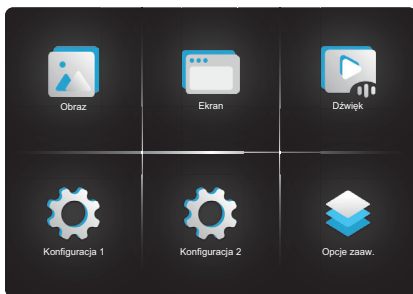 Obraz
Ekran
Dźwięk
Konfiguracja 1
Konfiguracja 2
Opcje zaaw.